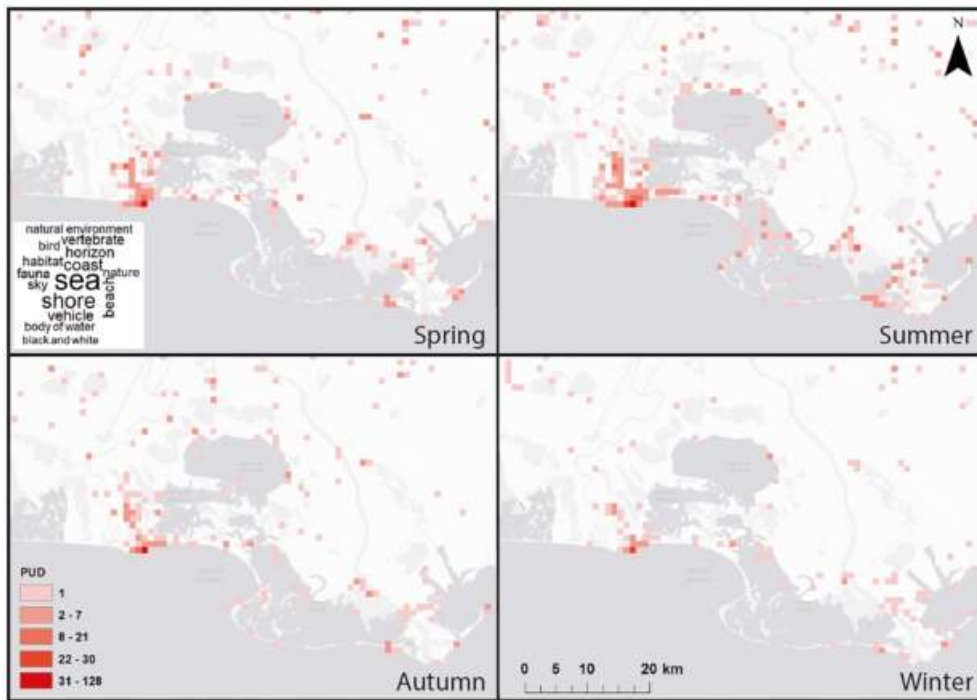 N
natural environment
bird vertebrate
horizon
habitat coast
fauna sea nature
sky
shore beach
vehicle
body of water
black and white
Spring
Summer
PUD
1
2 - 7
8 - 21
22 - 30
31 - 128
Autumn
0 5 10 20 km
Winter